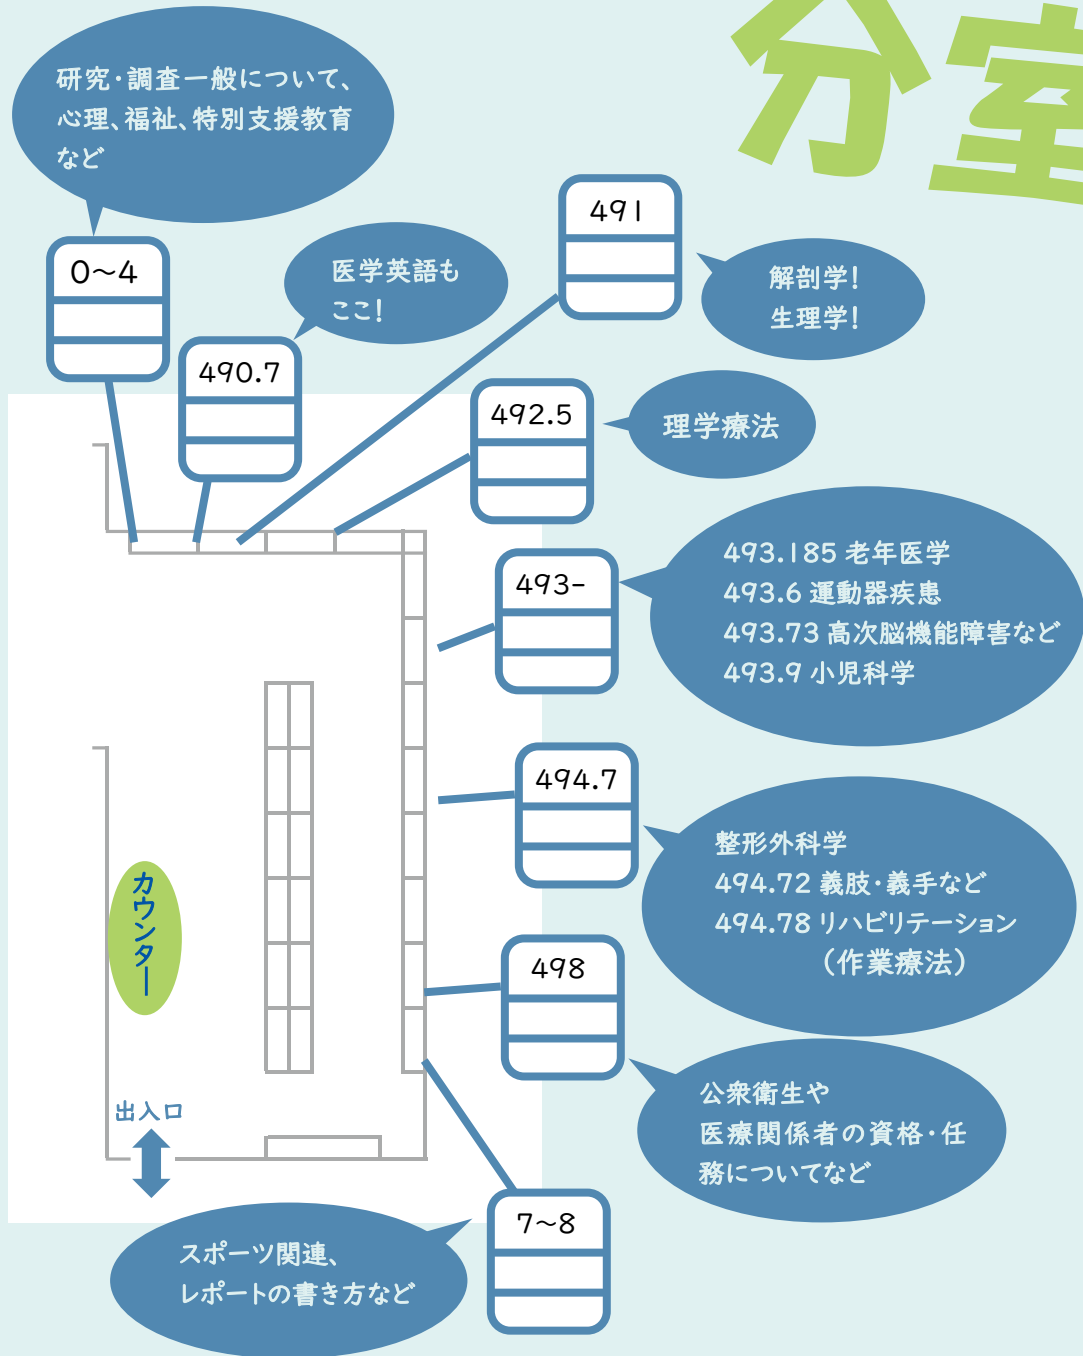 分室
研究・調査一般について、
心理、福祉、特別支援教育
など
0～4
医学英語も
ここ！
490.7
491
解剖学！
生理学！
492.5
理学療法
493-
493.185 老年医学
493.6 運動器疾患
493.73 高次脳機能障害など
493.9 小児科学
494.7
整形外科学
494.72 義肢・義手など
494.78 リハビリテーション
（作業療法）
カウンター
498
公衆衛生や
医療関係者の資格・任
務についてなど
出入口
7～8
スポーツ関連、
レポートの書き方など